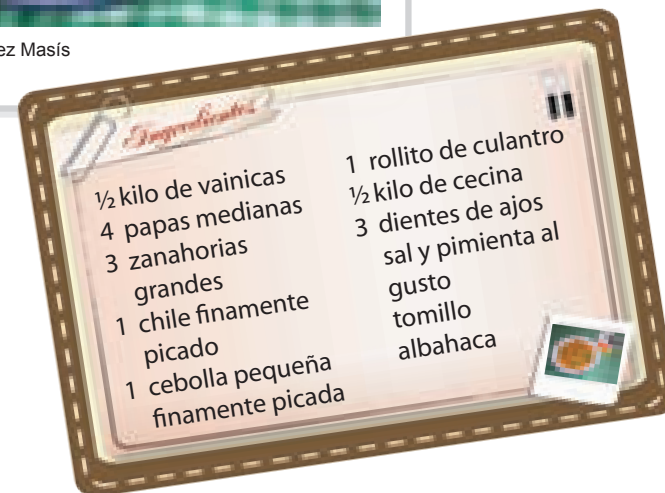 ez Masís
Ingredientes
½ kilo de vainicas
4 papas medianas
3 zanahorias
grandes
1 chile finamente
picado
1 cebolla pequeña
finamente picada
1 rollito de culantro
½ kilo de cecina
3 dientes de ajos
sal y pimienta al
gusto
tomillo
albahaca